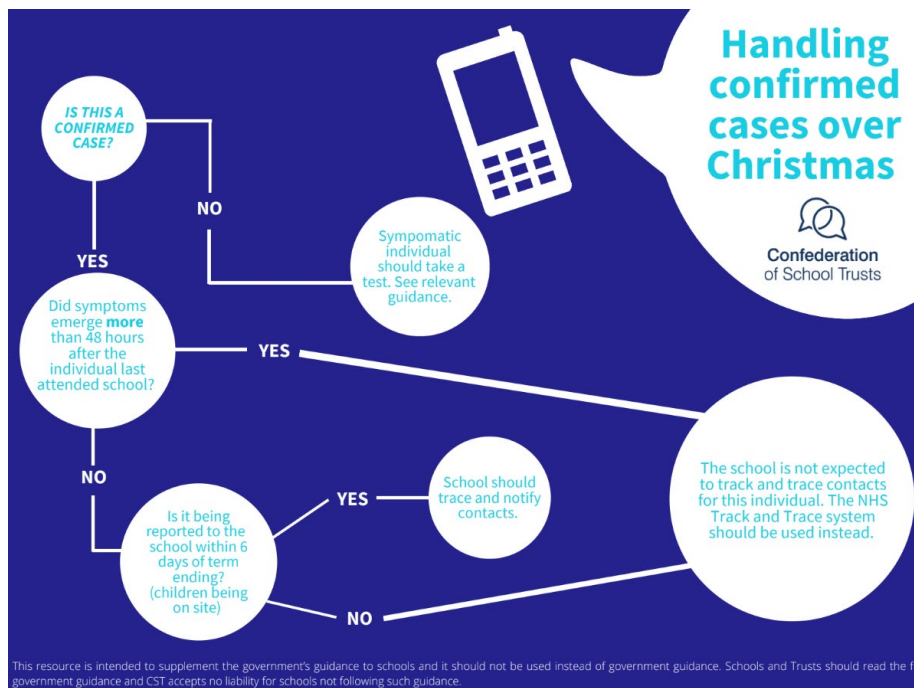 Handling
confirmed
cases over
Christmas
Confederation
of School Trusts
IS THIS A
CONFIRMED
CASE?
NO
YES
Sympomatic
individual
should take a
test. See relevant
guidance.
Did symptoms
emerge more
than 48 hours
after the
individual last
attended school?
YES
NO
Is it being
reported to the
school within 6
days of term
ending?
(children being
on site)
YES
School should
trace and notify
contacts.
NO
The school is not expected
to track and trace contacts
for this individual. The NHS
Track and Trace system
should be used instead.
This resource is intended to supplement the government's guidance to schools and it should not be used instead of government guidance. Schools and Trusts should read the
government guidance and CST accepts no liability for schools not following such guidance.